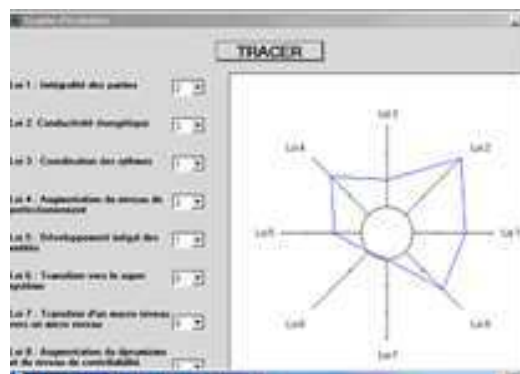 TRACER
Loi 1 : Intégralité des parties
Loi 2 Conductivité énergétique
Loi 3 : Coordination des rythmes
Loi 4 : Augmentation du niveau de
perfectionnement
Loi 5 : Développement inégal des
entités
Loi 6 : Transition vers le super
système
Loi 7 : Transition d'un macro niveau
vers un micro niveau
Loi 8 : Augmentation du dynamisme
et du niveau de contrôlabilité
Loi 3
Loi 4
Loi 2
Loi 5
Loi 1
Loi 6
Loi 8
Loi 7